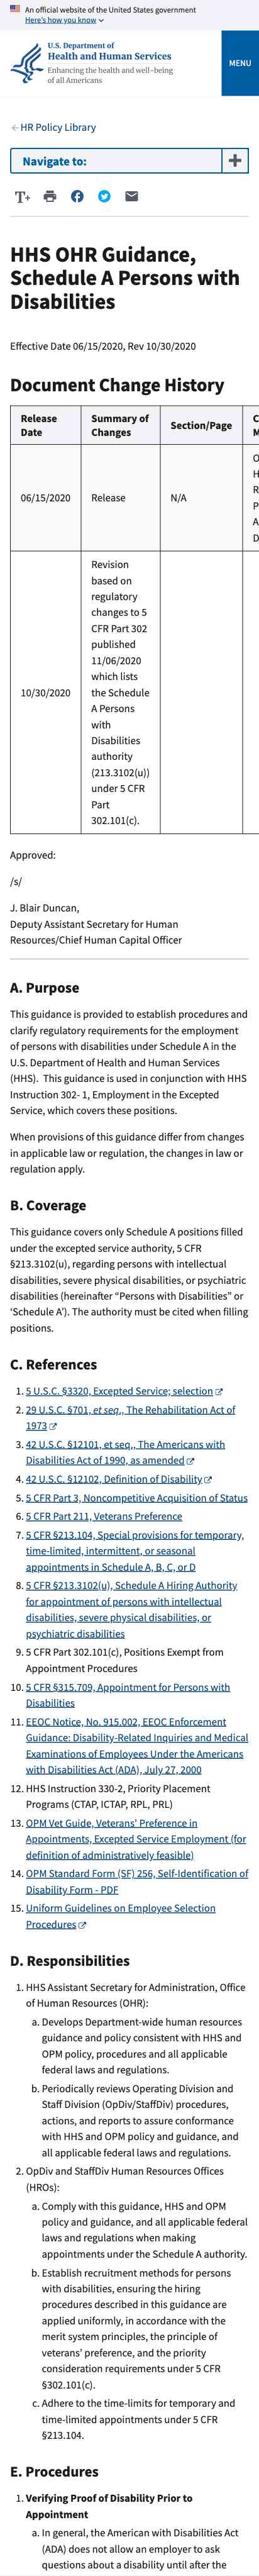 An official website of the United States government
Here's how you know
U.S. Department of
Health and Human Services
Enhancing the health and well-being
of all Americans
MENU
HR Policy Library
Navigate to:
T+
HHS OHR Guidance,
Schedule A Persons with
Disabilities
Effective Date 06/15/2020, Rev 10/30/2020
Document Change History
Release
Date
Summary of
Changes
Section/Page
06/15/2020
Release
N/A
10/30/2020
Revision
based on
regulatory
changes to 5
CFR Part 302
published
11/06/2020
which lists
the Schedule
A Persons
with
Disabilities
authority
(213.3102(u))
under 5 CFR
Part
302.101(c).
Approved:
/s/
J. Blair Duncan,
Deputy Assistant Secretary for Human
Resources/Chief Human Capital Officer
A. Purpose
This guidance is provided to establish procedures and
clarify regulatory requirements for the employment
of persons with disabilities under Schedule A in the
U.S. Department of Health and Human Services
(HHS).  This guidance is used in conjunction with HHS
Instruction 302- 1, Employment in the Excepted
Service, which covers these positions.
When provisions of this guidance differ from changes
in applicable law or regulation, the changes in law or
regulation apply.
B. Coverage
This guidance covers only Schedule A positions filled
under the excepted service authority, 5 CFR
§213.3102(u), regarding persons with intellectual
disabilities, severe physical disabilities, or psychiatric
disabilities (hereinafter “Persons with Disabilities” or
‘Schedule A’). The authority must be cited when filling
positions.
C. References
1. 5 U.S.C. §3320, Excepted Service; selection
2. 29 U.S.C. §701, et seq., The Rehabilitation Act of
1973
3. 42 U.S.C. §12101, et seq., The Americans with
Disabilities Act of 1990, as amended
4. 42 U.S.C. §12102, Definition of Disability
5. 5 CFR Part 3, Noncompetitive Acquisition of Status
6. 5 CFR Part 211, Veterans Preference
7. 5 CFR §213.104, Special provisions for temporary,
time-limited, intermittent, or seasonal
appointments in Schedule A, B, C, or D
8. 5 CFR §213.3102(u), Schedule A Hiring Authority
for appointment of persons with intellectual
disabilities, severe physical disabilities, or
psychiatric disabilities
9. 5 CFR Part 302.101(c), Positions Exempt from
Appointment Procedures
10. 5 CFR §315.709, Appointment for Persons with
Disabilities
11. EEOC Notice, No. 915.002, EEOC Enforcement
Guidance: Disability-Related Inquiries and Medical
Examinations of Employees Under the Americans
with Disabilities Act (ADA), July 27, 2000
12. HHS Instruction 330-2, Priority Placement
Programs (CTAP, ICTAP, RPL, PRL)
13. OPM Vet Guide, Veterans’ Preference in
Appointments, Excepted Service Employment (for
definition of administratively feasible)
14. OPM Standard Form (SF) 256, Self-Identification of
Disability Form - PDF
15. Uniform Guidelines on Employee Selection
Procedures
D. Responsibilities
1. HHS Assistant Secretary for Administration, Office
of Human Resources (OHR):
a. Develops Department-wide human resources
guidance and policy consistent with HHS and
OPM policy, procedures and all applicable
federal laws and regulations.
b. Periodically reviews Operating Division and
Staff Division (OpDiv/StaffDiv) procedures,
actions, and reports to assure conformance
with HHS and OPM policy and guidance, and
all applicable federal laws and regulations.
2. OpDiv and StaffDiv Human Resources Offices
(HROs):
a. Comply with this guidance, HHS and OPM
policy and guidance, and all applicable federal
laws and regulations when making
appointments under the Schedule A authority.
b. Establish recruitment methods for persons
with disabilities, ensuring the hiring
procedures described in this guidance are
applied uniformly, in accordance with the
merit system principles, the principle of
veterans’ preference, and the priority
consideration requirements under 5 CFR
§302.101(c).
c. Adhere to the time-limits for temporary and
time-limited appointments under 5 CFR
§213.104.
E. Procedures
1. Verifying Proof of Disability Prior to
Appointment
a. In general, the American with Disabilities Act
(ADA) does not allow an employer to ask
questions about a disability until after the